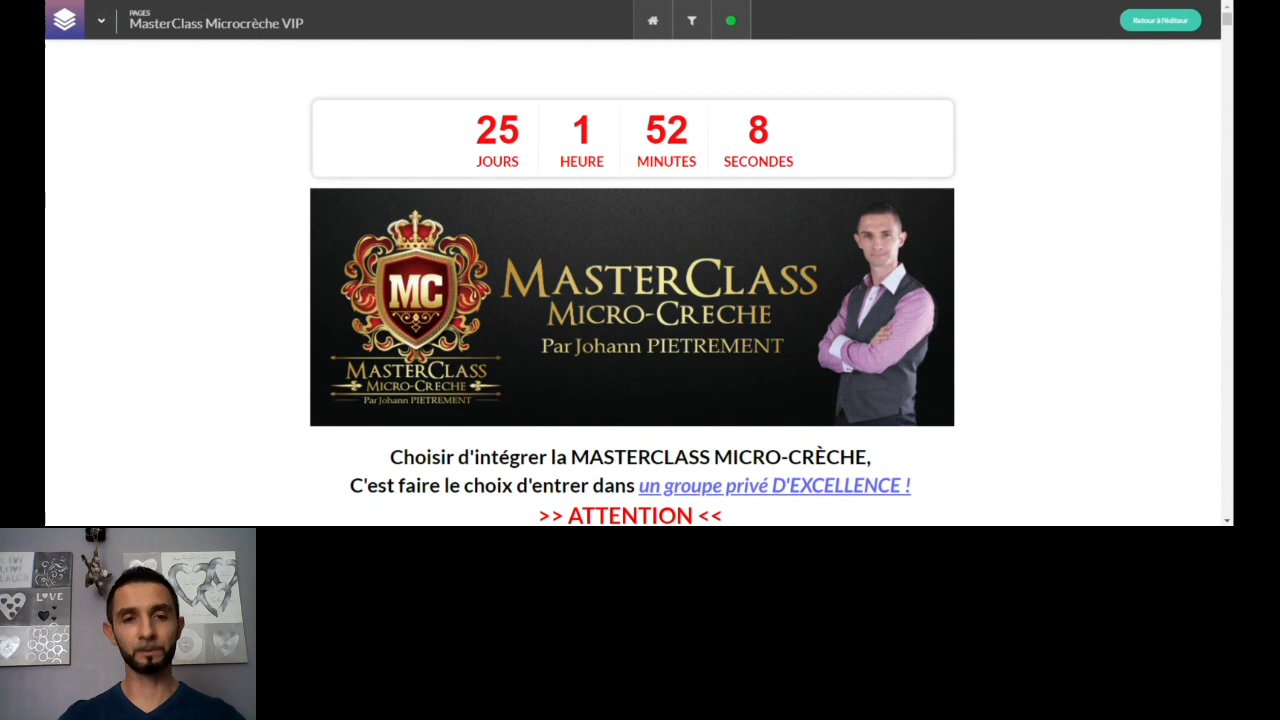 PAGES
MasterClass Microcrèche VIP
Retour à l'éditeur
25 1 52 8
JOURS HEURE MINUTES SECONDES
MC
MASTERCLASS
MICRO-CRECHE
Par Johann PIETREMENT
MASTERCLASS
MICRO-CRECHE
Par Johann PIETREMENT
Choisir d'intégrer la MASTERCLASS MICRO-CRÈCHE,
C'est faire le choix d'entrer dans un groupe privé D'EXCELLENCE !
>> ATTENTION <<
LOVE